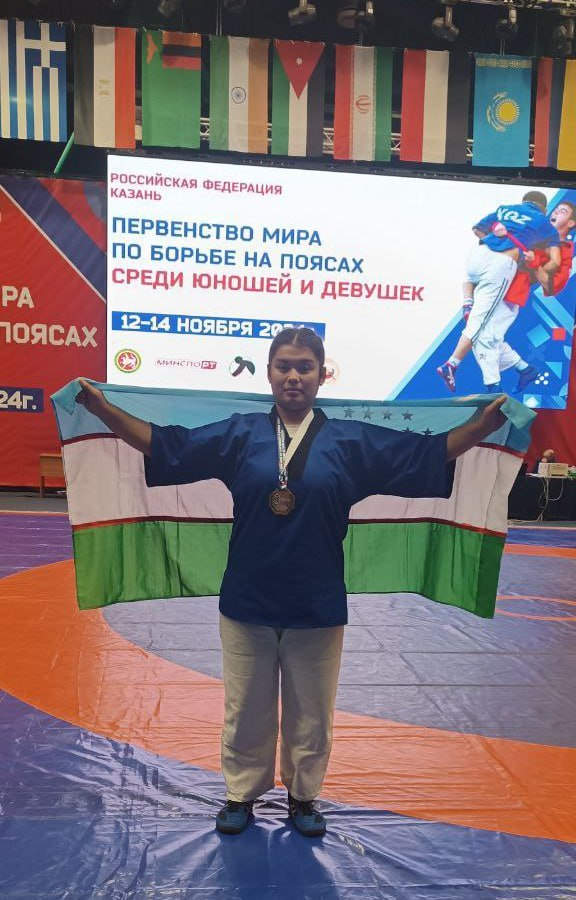 РОССИЙСКАЯ ФЕДЕРАЦИЯ
КАЗАНЬ
ПЕРВЕНСТВО МИРА
ПО БОРЬБЕ НА ПОЯСАХ
СРЕДИ ЮНОШЕЙ И ДЕВУШЕК
12-14 НОЯБРЯ
МИНСПОРТ
РА
ПОЯСАХ
24г.